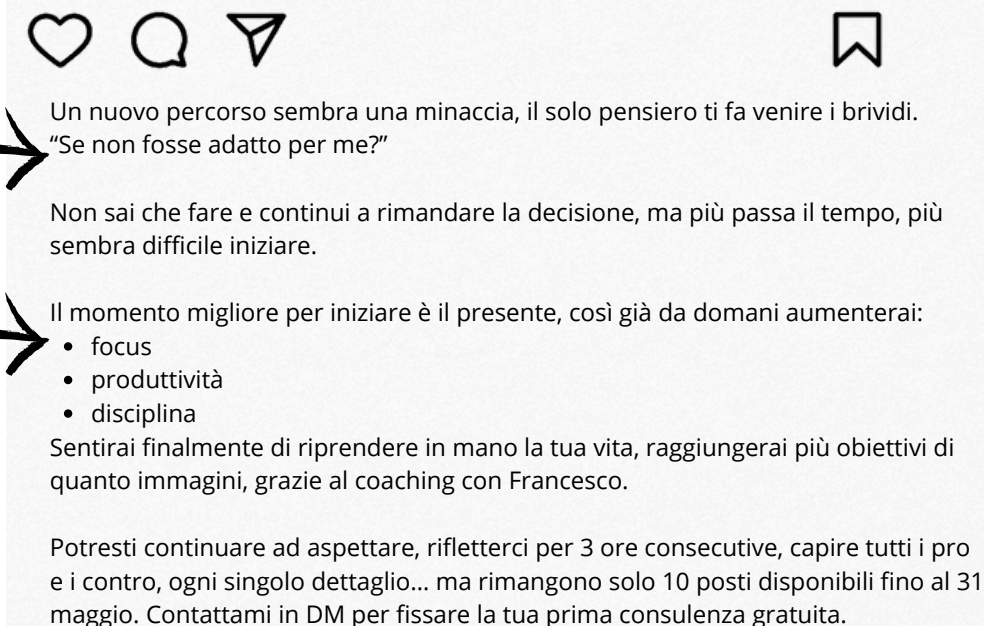 Un nuovo percorso sembra una minaccia, il solo pensiero ti fa venire i brividi.
“Se non fosse adatto per me?”
Non sai che fare e continui a rimandare la decisione, ma più passa il tempo, più
sembra difficile iniziare.
Il momento migliore per iniziare è il presente, così già da domani aumenterai:
• focus
• produttività
• disciplina
Sentirai finalmente di riprendere in mano la tua vita, raggiungerai più obiettivi di
quanto immagini, grazie al coaching con Francesco.
Potresti continuare ad aspettare, rifletterci per 3 ore consecutive, capire tutti i pro
e i contro, ogni singolo dettaglio... ma rimangono solo 10 posti disponibili fino al 31
maggio. Contattami in DM per fissare la tua prima consulenza gratuita.